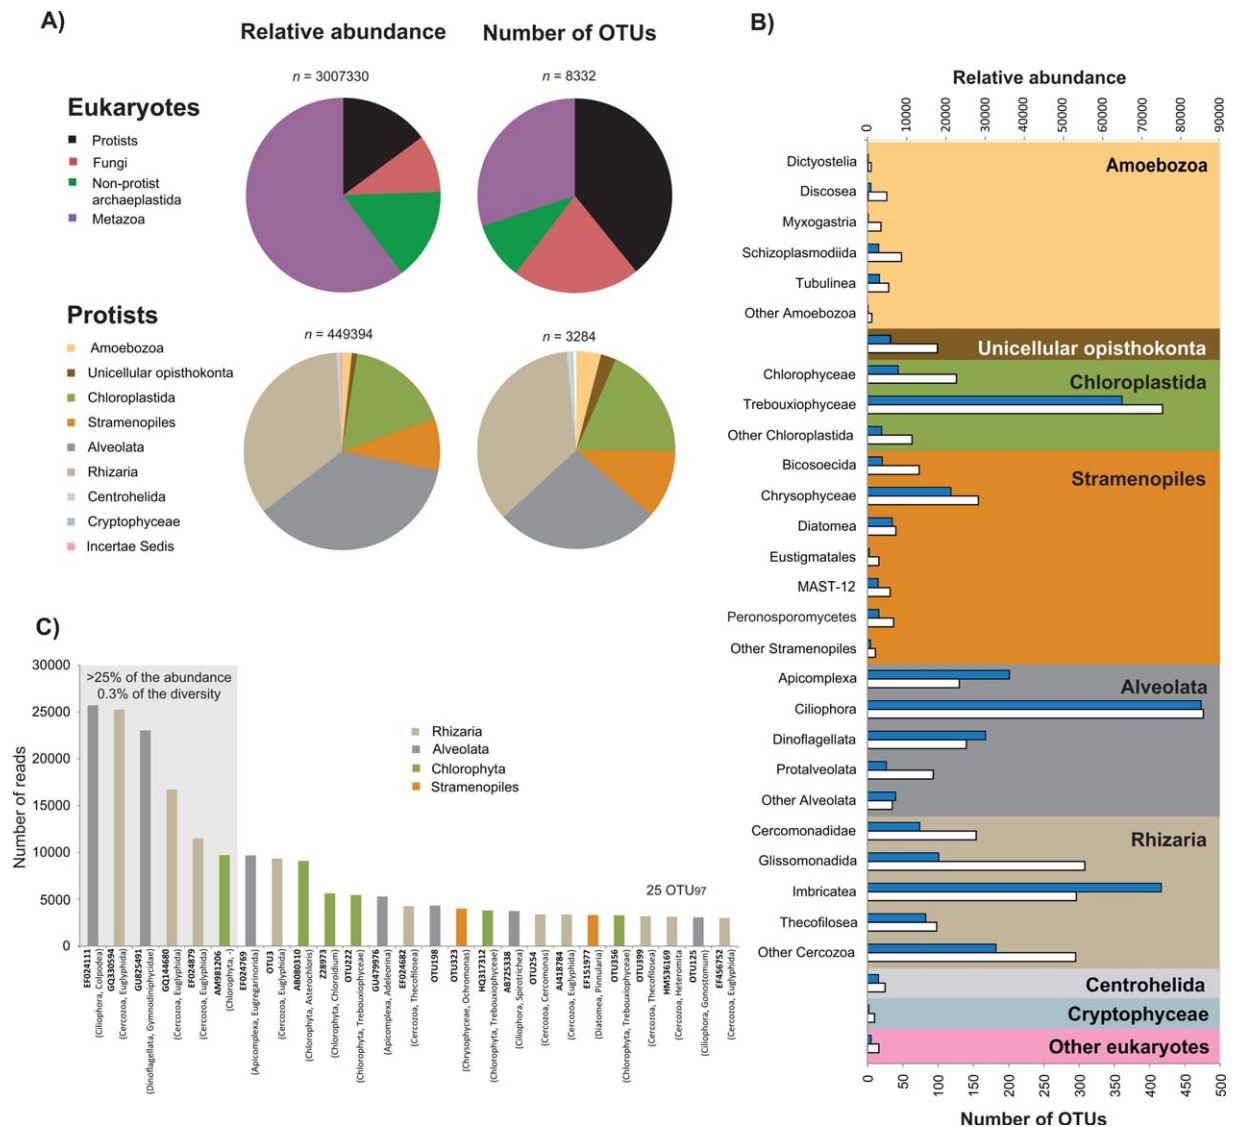 A)
Relative abundance
Number of OTUs
n = 3007330
n = 8332
Eukaryotes
Protists
Fungi
Non-protist
archaeplastida
Metazoa
Protists
n = 449394
n = 3284
Amoebozoa
Unicellular opisthokonta
Chloroplastida
Stramenopiles
Alveolata
Rhizaria
Centrohelida
Cryptophyceae
Incertae Sedis
B)
Relative abundance
0
10000
20000
30000
40000
50000
60000
70000
80000
90000
Dictyostelia
Discosea
Myxogastria
Schizoplasmodiida
Tubulinea
Other Amoebozoa
Chlorophyceae
Trebouxiophyceae
Other Chloroplastida
Bicosoecida
Chrysophyceae
Diatomea
Eustigmatales
MAST-12
Peronosporomycetes
Other Stramenopiles
Apicomplexa
Ciliophora
Dinoflagellata
Protalveolata
Other Alveolata
Cercomonadidae
Glissomonadida
Imbricatea
Thecofilosea
Other Cercozoa
Amoebozoa
Unicellular opisthokonta
Chloroplastida
Stramenopiles
Alveolata
Rhizaria
Centrohelida
Cryptophyceae
Other eukaryotes
0
50
100
150
200
250
300
350
400
450
500
Number of OTUs
C)
Number of reads
30000
25000
20000
15000
10000
5000
0
>25% of the abundance
0.3% of the diversity
Rhizaria
Alveolata
Chlorophyta
Stramenopiles
25 OTU97
EF024111
(Ciliophora, Colpodea)
GQ330594
(Cercozoa, Euglyphida)
GU825491
(Dinoflagellata, Gymnodiniphycidae)
GQ144680
(Cercozoa, Euglyphida)
EF024879
(Cercozoa, Euglyphida)
AM981206
(Chlorophyta, -)
EF024769
(Apicomplexa, Eugregarinorida)
OTU3
(Cercozoa, Euglyphida)
AB080310
(Chlorophyta, Asterochloris)
Z28971
(Chlorophyta, Chloroidium)
OTU222
(Chlorophyta, Trebouxiophyceae)
GU479976
(Apicomplexa, Adeleorina)
EF024682
(Cercozoa, Thecofilosea)
OTU198
OTU323
(Chrysophyceae, Ochromonas)
HQ317312
(Chlorophyta, Trebouxiophyceae)
AB725338
(Ciliophora, Spirotrichea)
OTU254
(Cercozoa, Cercomonas)
AJ418784
(Cercozoa, Euglyphida)
EF151977
(Diatomea, Pinnularia)
OTU356
(Chlorophyta, Trebouxiophyceae)
OTU399
(Cercozoa, Thecofilosea)
HM536169
(Cercozoa, Heteromita
OTU125
(Ciliophora, Gonostomum)
EF456752
(Cercozoa, Euglyphida)